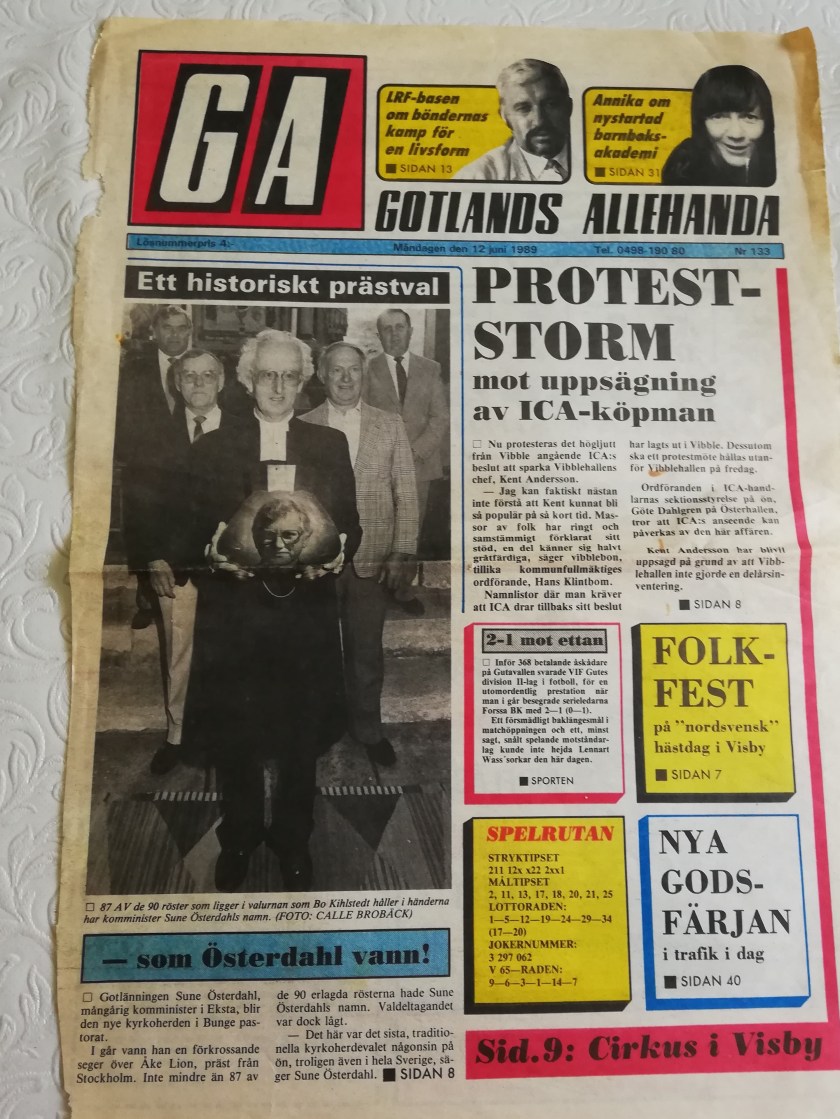 GA
LRF-basen
om böndernas
kamp för
en livsform
■ SIDAN 13
Annika om
nystartad
barnboks-
akademi
■ SIDAN 31
GOTLANDS ALLEHANDA
Lösnummerpris 4:- Måndagen den 12 juni 1989 Tel. 0498-190 80 Nr 133
Ett historiskt prästval
□ 87 AV de 90 röster som ligger i valurnan som Bo Kihlstedt håller i händerna
har komminister Sune Österdahls namn. (FOTO: CALLE BROBÄCK)
— som Österdahl vann!
□ Gotlänningen Sune Österdahl,
mångårig komminister i Eksta, blir
den nye kyrkoherden i Bunge pas-
torat.
I går vann han en förkrossande
seger över Åke Lion, präst från
Stockholm. Inte mindre än 87 av
de 90 erlagda rösterna hade Sune
Österdahls namn. Valdeltagandet
var dock lågt.
— Det här var det sista, traditio-
nella kyrkoherdevalet någonsin på
ön, troligen även i hela Sverige, sä-
ger Sune Österdahl. ■ SIDAN 8
PROTEST-
STORM
mot uppsägning
av ICA-köpman
□ Nu protesteras det högljutt
från Vibble angående ICA:s
beslut att sparka Vibblehallens
chef, Kent Andersson.
— Jag kan faktiskt nästan
inte förstå att Kent kunnat bli
så populär på så kort tid. Mas-
sor av folk har ringt och
samstämmigt förklarat sitt
stöd, en del känner sig halvt
gråtfärdiga, säger vibblebon,
tillika kommunfullmäktiges
ordförande, Hans Klintbom.
Namnlistor där man kräver
att ICA drar tillbaks sitt beslut
har lagts ut i Vibble. Dessutom
ska ett protestmöte hållas utan-
för Vibblehallen på fredag.
Ordföranden i ICA-hand-
larnas sektionsstyrelse på ön,
Göte Dahlgren på Österhallen,
tror att ICA:s anseende kan
påverkas av den här affären.
Kent Andersson har blivit
uppsagd på grund av att Vibb-
lehallen inte gjorde en delårsin-
ventering.
■ SIDAN 8
2-1 mot ettan
□ Inför 368 betalande åskådare
på Gutavallen svarade VIF Gutes
division II-lag i fotboll, för en
utomordentlig prestation när
man i går besegrade serieledarna
Forssa BK med 2—1 (0—1).
Ett försmädligt baklängesmål i
matchöppningen och ett, minst
sagt, snålt spelande motståndar-
lag kunde inte hejda Lennart
Wass'sorkar den här dagen.
■ SPORTEN
FOLK-
FEST
på "nordsvensk"
hästdag i Visby
■ SIDAN 7
SPELRUTAN
STRYKTIPSET
211 12x x22 2xx1
MÅLTIPSET
2, 11, 13, 17, 18, 20, 21, 25
LOTTORADEN:
1—5—12—19—24—29—34
(17—20)
JOKERNUMMER:
3 297 062
V 65—RADEN:
9—6—3—1—14—7
NYA
GODS-
FÄRJAN
i trafik i dag
■ SIDAN 40
Sid.9: Cirkus i Visby